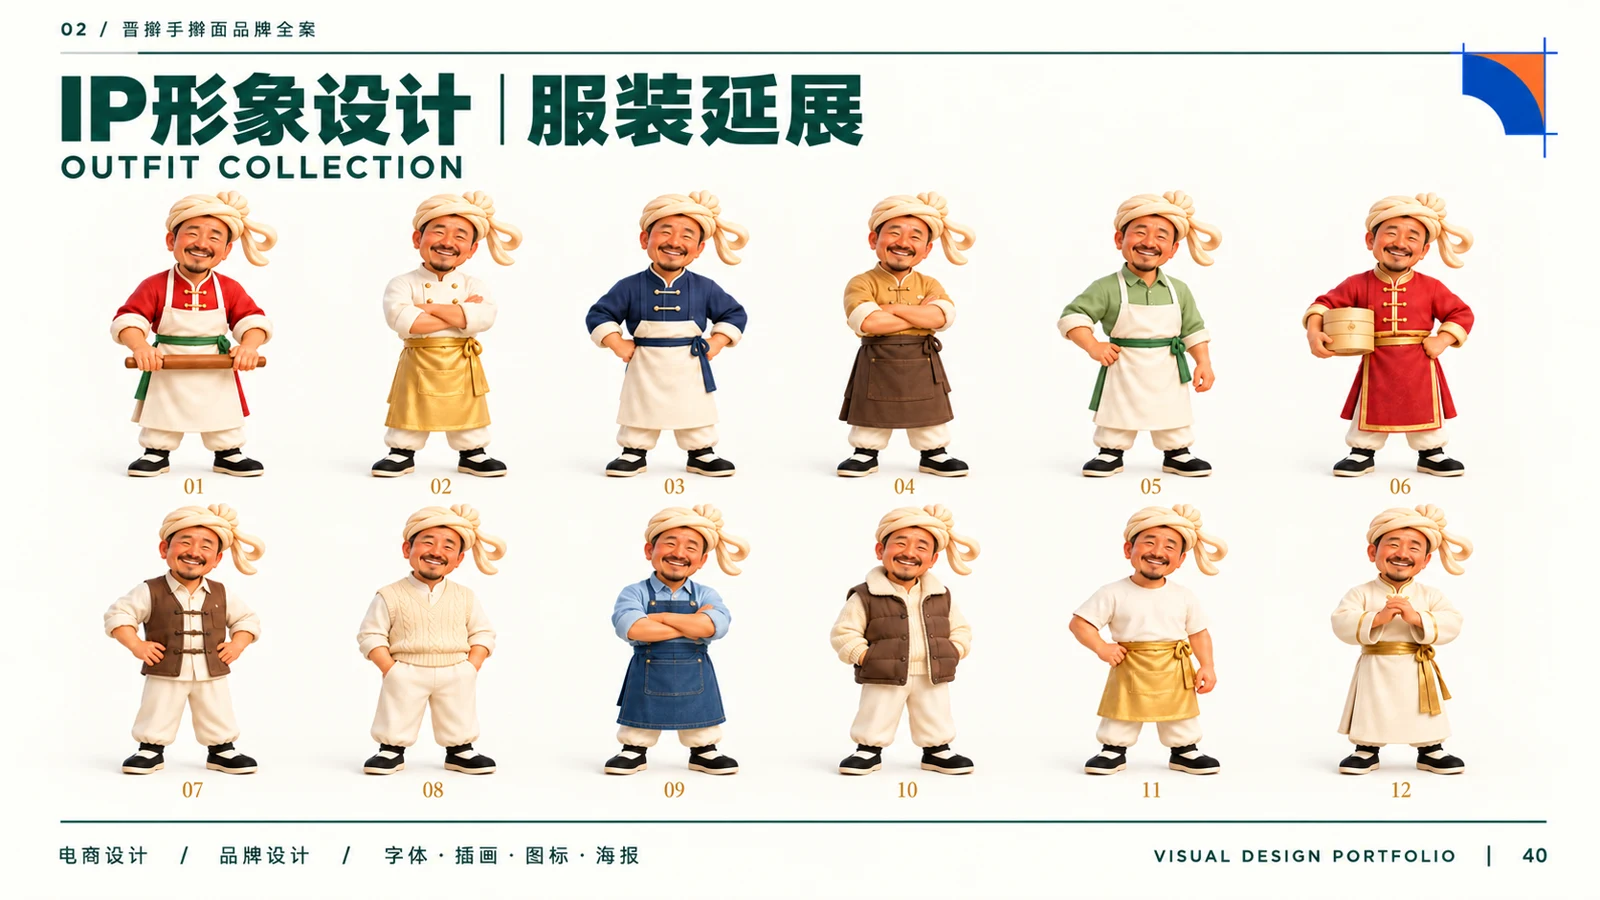 02 / 晋擀手擀面品牌全案
IP形象设计｜服装延展
OUTFIT COLLECTION
01 02 03 04 05 06
07 08 09 10 11 12
电商设计 / 品牌设计 / 字体·插画·图标·海报
VISUAL DESIGN PORTFOLIO | 40